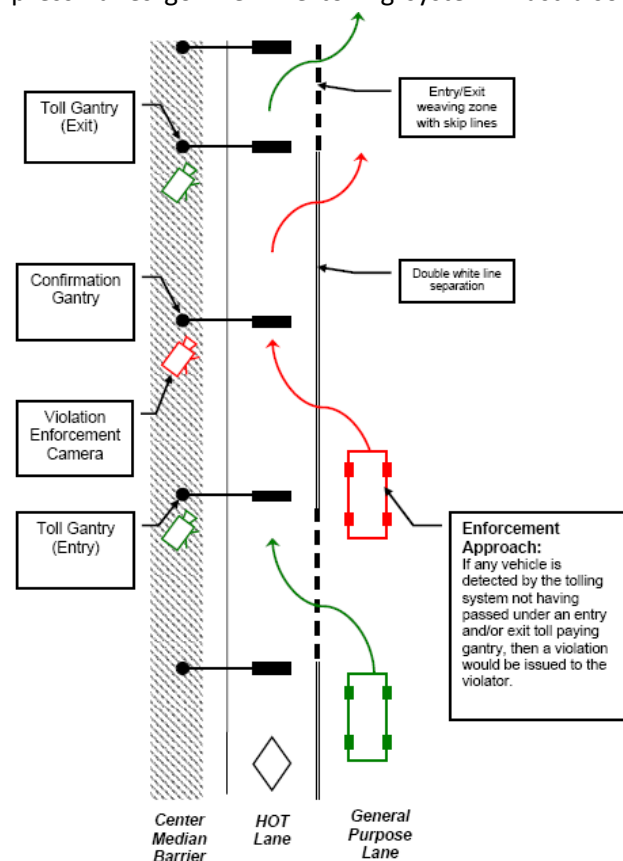 Toll Gantry
(Exit)
Entry/Exit
weaving zone
with skip lines
Confirmation
Gantry
Double white line
separation
Violation
Enforcement
Camera
Toll Gantry
(Entry)
Enforcement
Approach:
If any vehicle is
detected by the tolling
system not having
passed under an entry
and/or exit toll paying
gantry, then a violation
would be issued to the
violator.
Center
Median
Barrier
HOT
Lane
General
Purpose
Lane